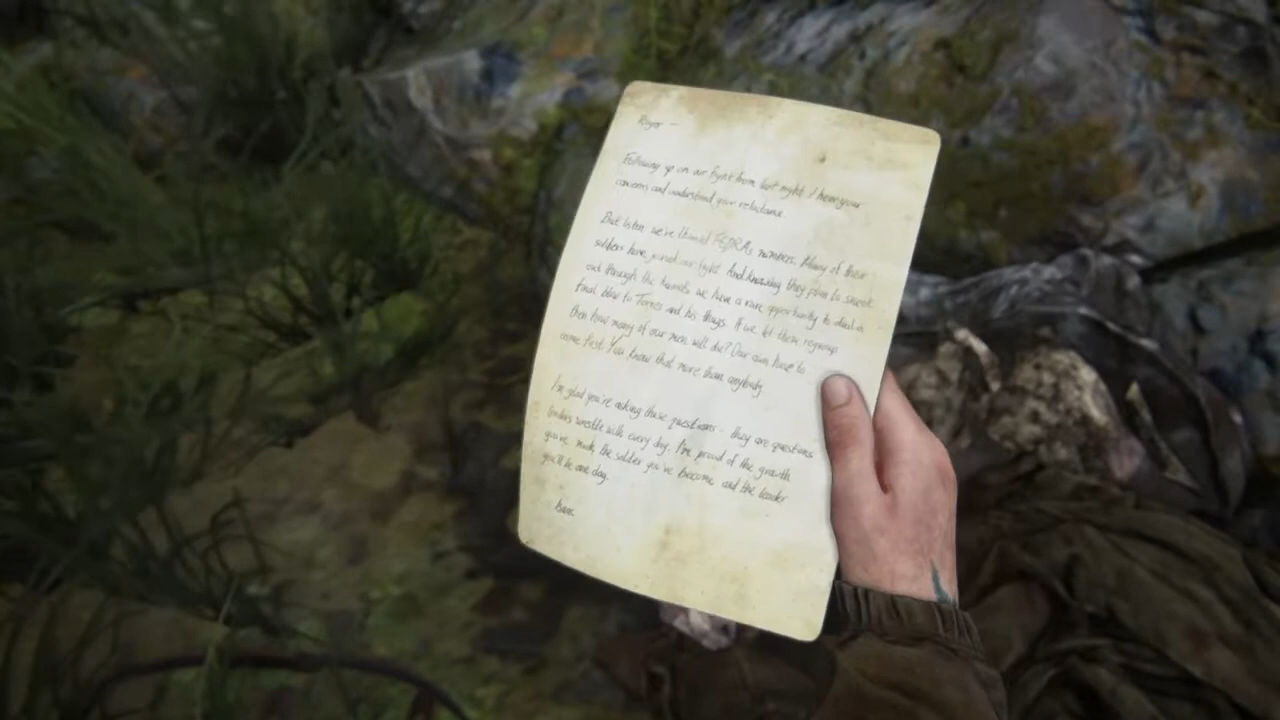 Roger —
Following up on our fight from last night. I hear your
concerns and understand your reluctance.
But listen, we've thinned FEDRA's numbers. Many of their
soldiers have joined our fight. And knowing they plan to sneak
out through the tunnels we have a rare opportunity to deal a
final blow to Torres and his thugs. If we let them regroup
then how many of our men will die? Our own have to
come first. You know that more than anybody.
I'm glad you're asking these questions - they are questions
leaders wrestle with every day. I'm proud of the growth
you've made, the soldier you've become and the leader
you'll be one day.
Isaac